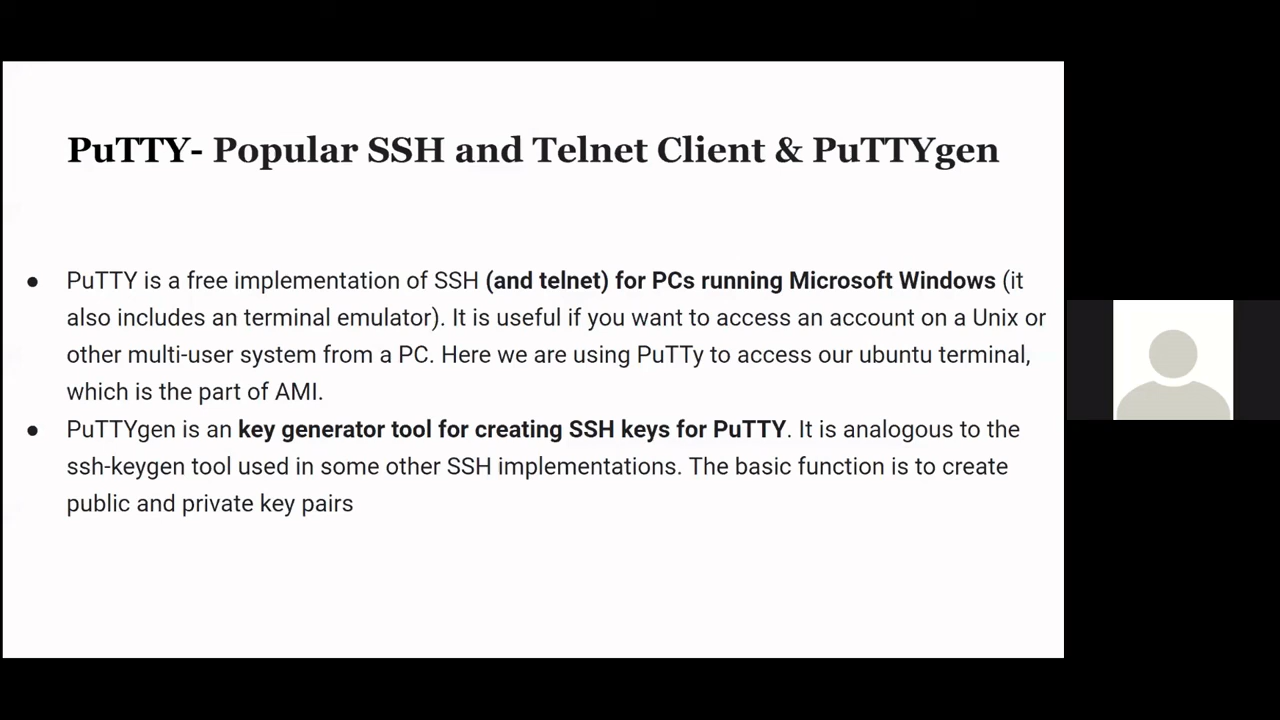 PuTTY- Popular SSH and Telnet Client & PuTTYgen
● PuTTY is a free implementation of SSH (and telnet) for PCs running Microsoft Windows (it
also includes an terminal emulator). It is useful if you want to access an account on a Unix or
other multi-user system from a PC. Here we are using PuTTy to access our ubuntu terminal,
which is the part of AMI.
● PuTTYgen is an key generator tool for creating SSH keys for PuTTY. It is analogous to the
ssh-keygen tool used in some other SSH implementations. The basic function is to create
public and private key pairs